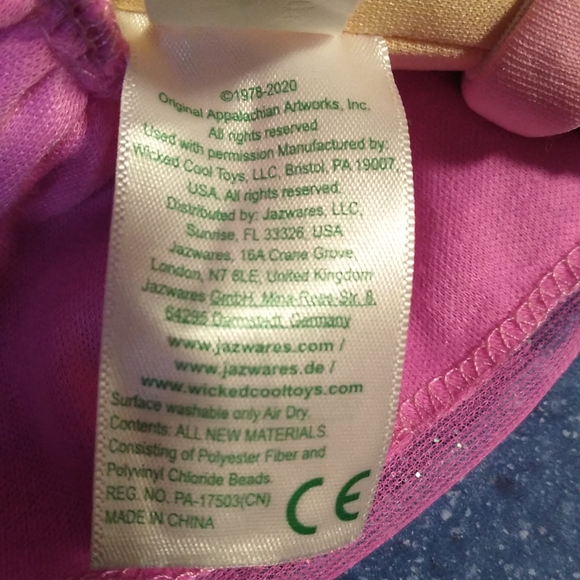 ©1978-2020
Original Appalachian Artworks, Inc.
All rights reserved
Used with permission Manufactured by:
Wicked Cool Toys, LLC, Bristol, PA 19007,
USA. All rights reserved.
Distributed by: Jazwares, LLC,
Sunrise, FL 33326, USA
Jazwares, 16A Crane Grove,
London, N7 8LE, United Kingdom
Jazwares GmbH, Mina-Rees-Str. 8,
64295 Darmstadt, Germany
www.jazwares.com /
www.jazwares.de /
www.wickedcooltoys.com
Surface washable only Air Dry.
Contents: ALL NEW MATERIALS
Consisting of Polyester Fiber and
Polyvinyl Chloride Beads.
REG. NO. PA-17503(CN)
MADE IN CHINA
CE